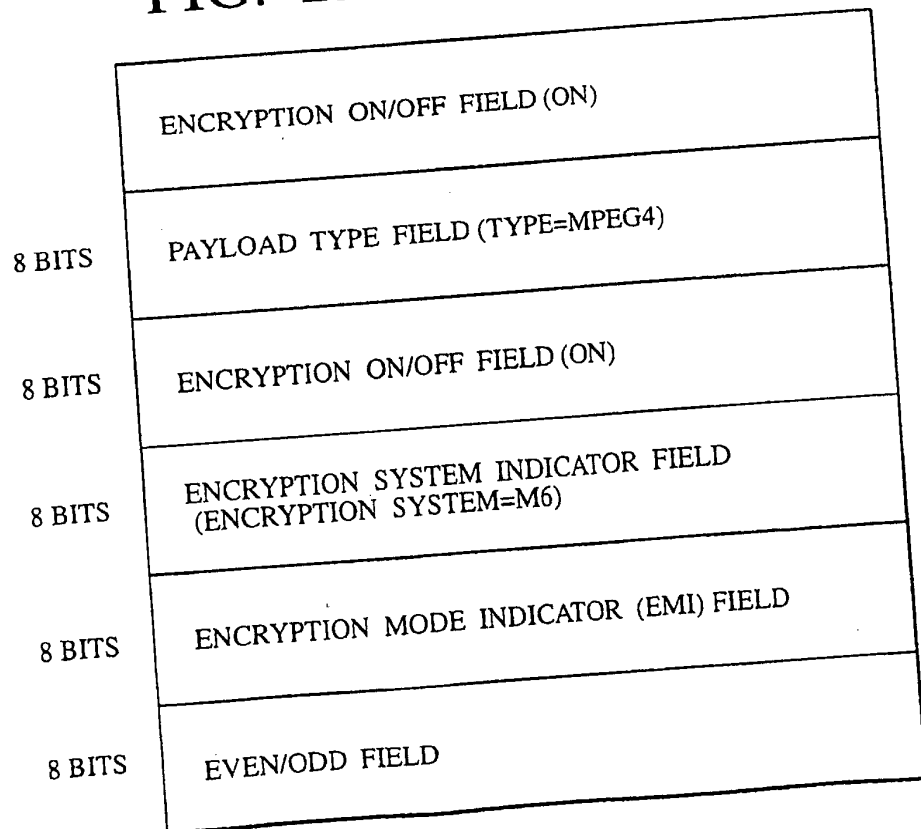 FIG.
ENCRYPTION ON/OFF FIELD (ON)
8 BITS PAYLOAD TYPE FIELD (TYPE=MPEG4)
8 BITS ENCRYPTION ON/OFF FIELD (ON)
8 BITS ENCRYPTION SYSTEM INDICATOR FIELD
(ENCRYPTION SYSTEM=M6)
8 BITS ENCRYPTION MODE INDICATOR (EMI) FIELD
8 BITS EVEN/ODD FIELD